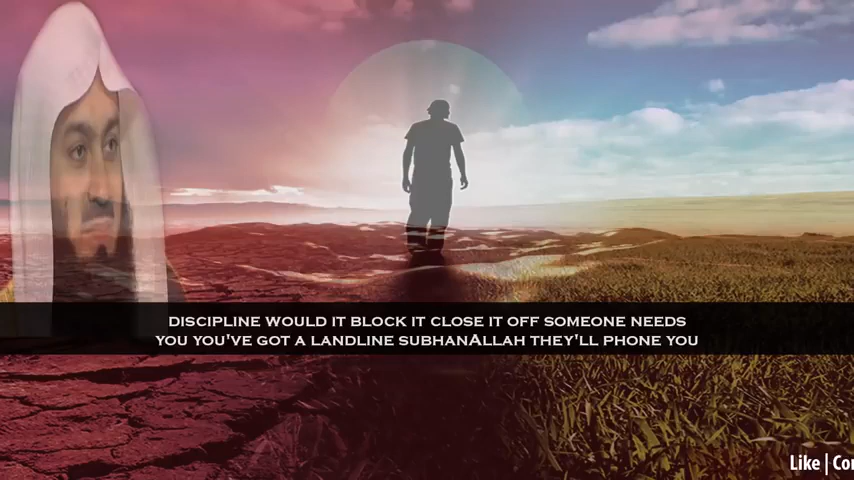 DISCIPLINE WOULD IT BLOCK IT CLOSE IT OFF SOMEONE NEEDS
YOU YOU'VE GOT A LANDLINE SUBHANALLAH THEY'LL PHONE YOU
Like | Co